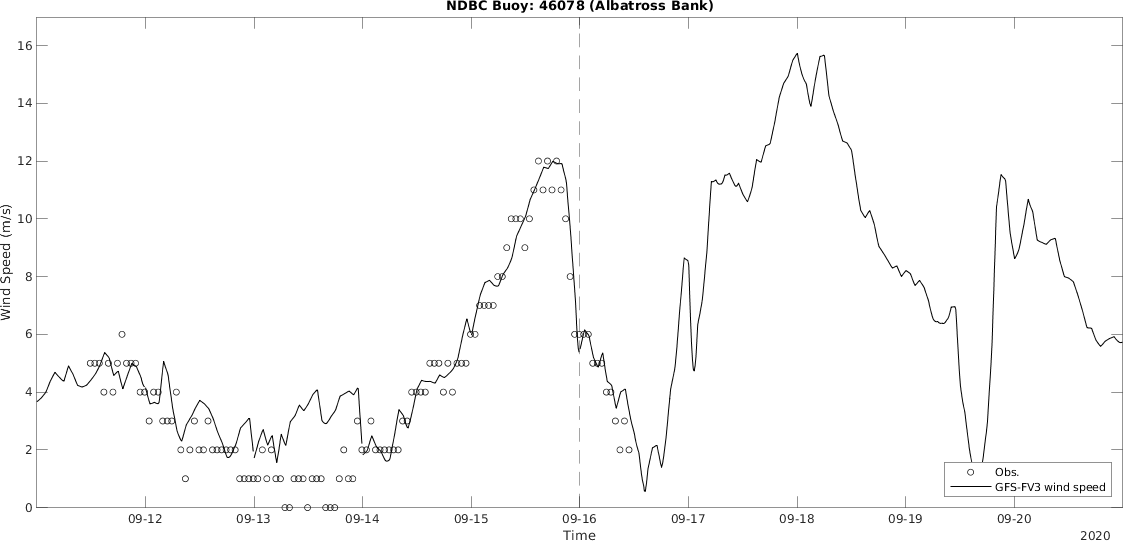 NDBC Buoy: 46078 (Albatross Bank)
16
14
12
10
8
6
4
2
0
Wind Speed (m/s)
Obs.
GFS-FV3 wind speed
09-12 09-13 09-14 09-15 09-16 09-17 09-18 09-19 09-20
Time
2020